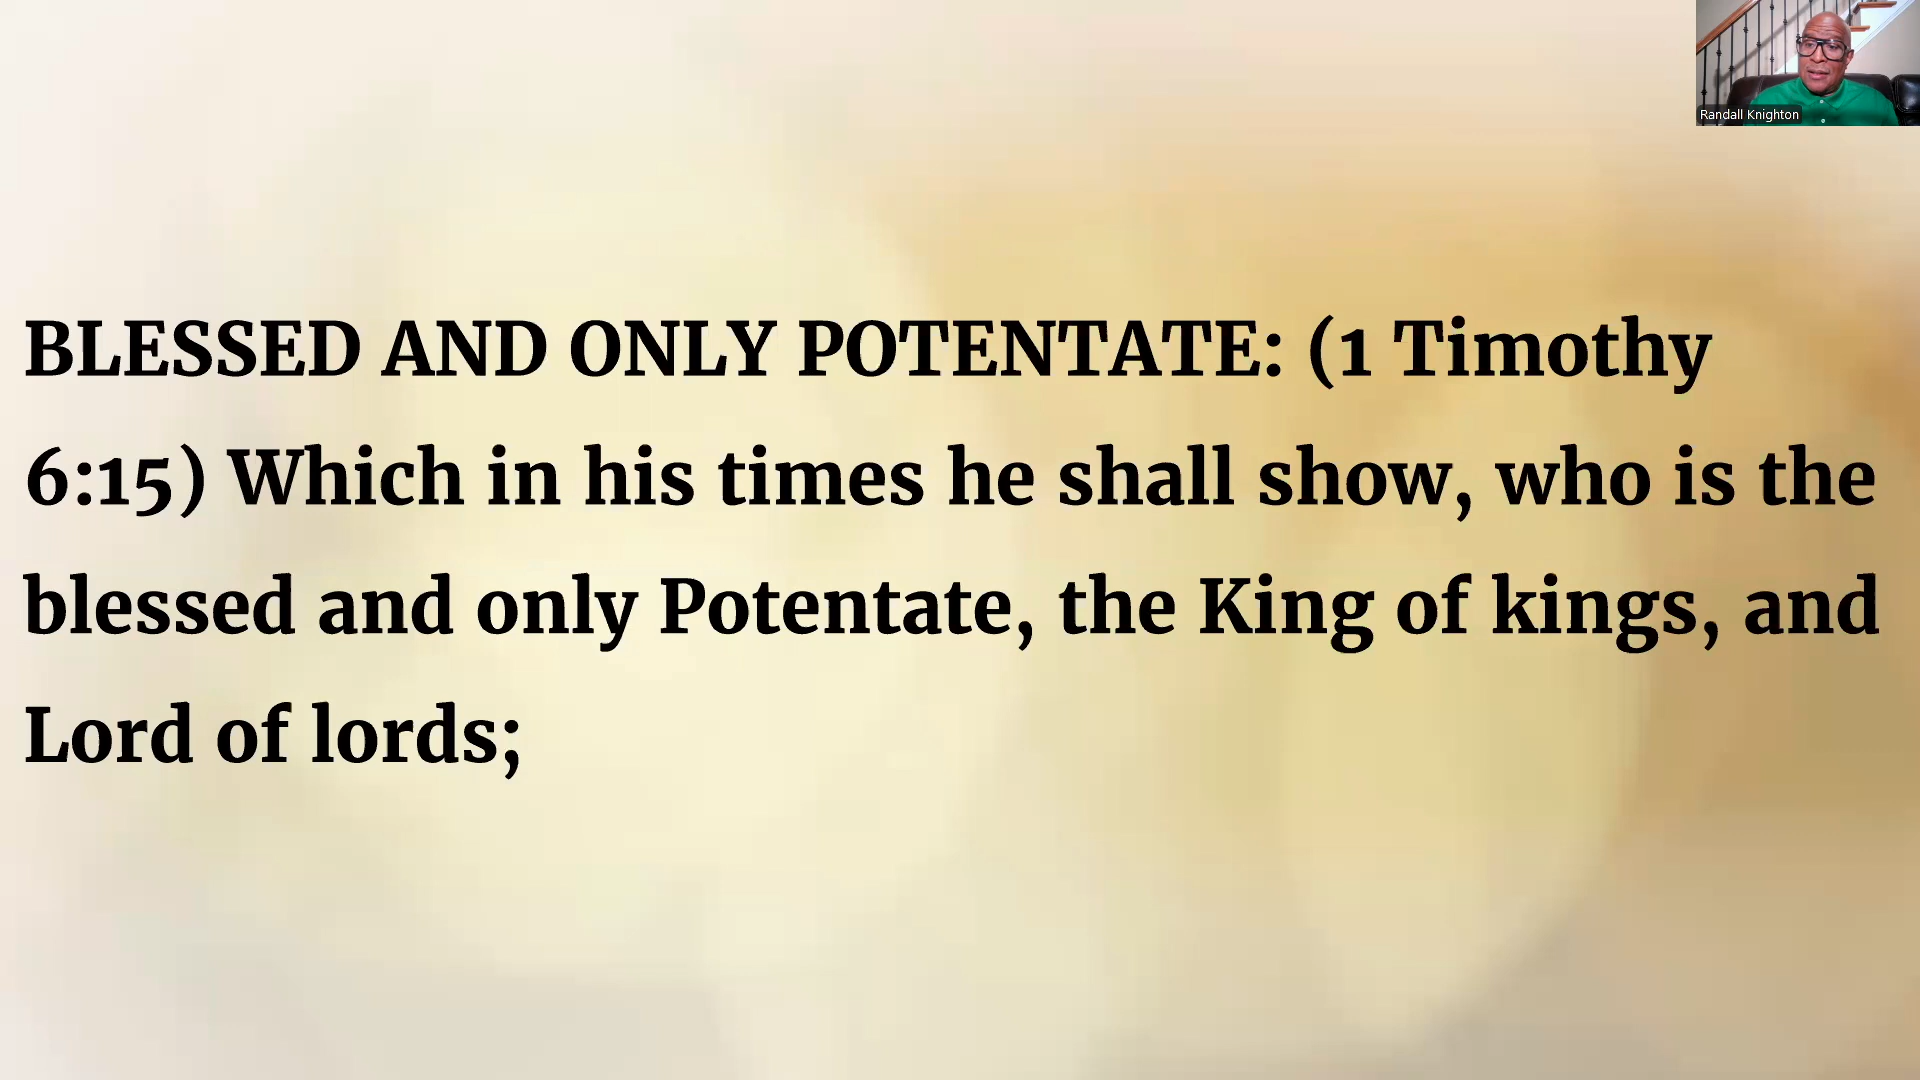 Randall Knighton
BLESSED AND ONLY POTENTATE: (1 Timothy
6:15) Which in his times he shall show, who is the
blessed and only Potentate, the King of kings, and
Lord of lords;